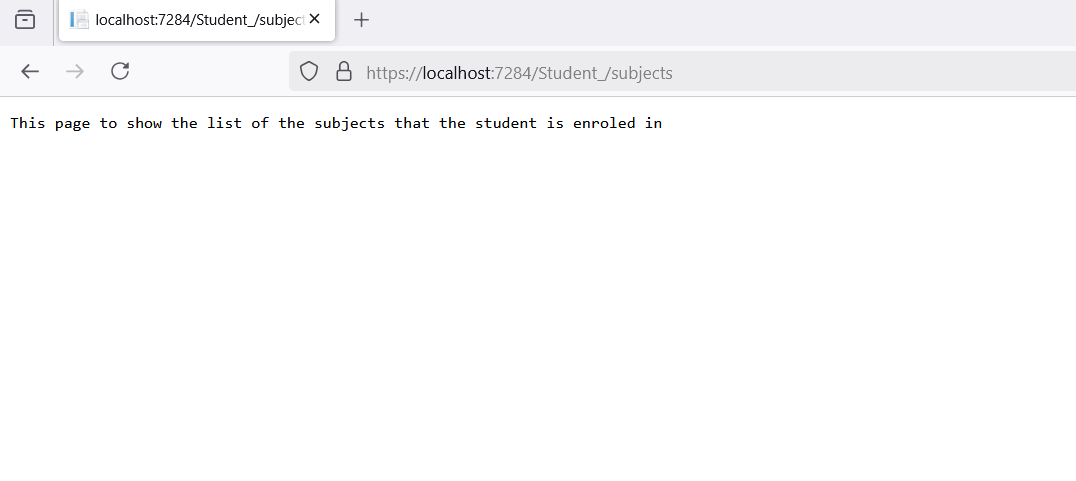 localhost:7284/Student_/subject
https://localhost:7284/Student_/subjects
This page to show the list of the subjects that the student is enroled in